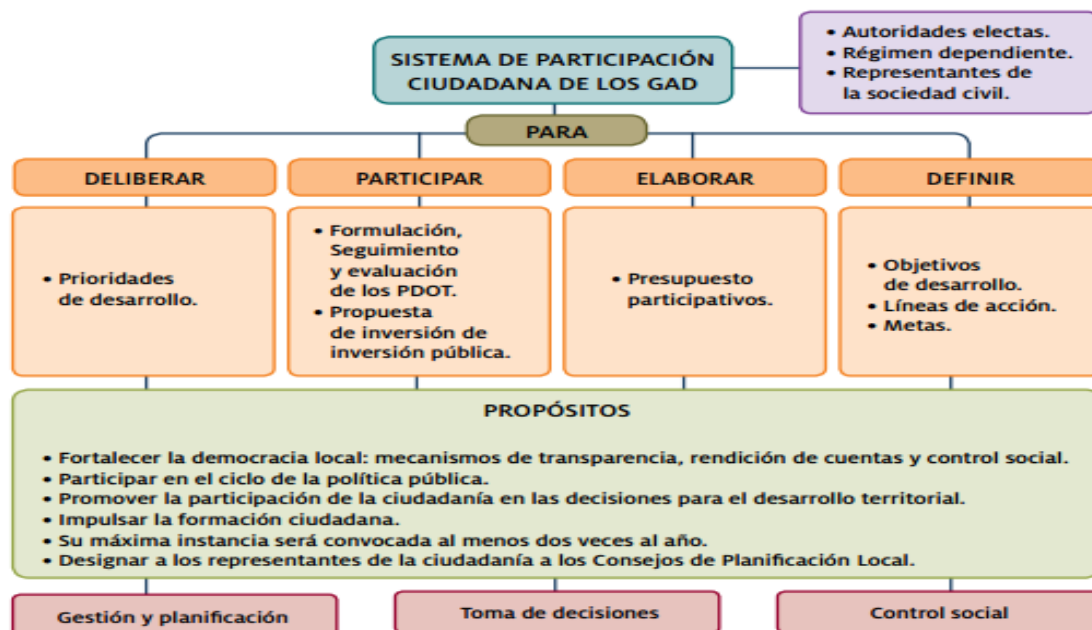 SISTEMA DE PARTICIPACIÓN
CIUDADANA DE LOS GAD
• Autoridades electas.
• Régimen dependiente.
• Representantes de
la sociedad civil.
PARA
DELIBERAR
PARTICIPAR
ELABORAR
DEFINIR
• Prioridades
de desarrollo.
• Formulación,
Seguimiento
y evaluación
de los PDOT.
• Propuesta
de inversión de
inversión pública.
• Presupuesto
participativos.
• Objetivos
de desarrollo.
• Líneas de acción.
• Metas.
PROPÓSITOS
• Fortalecer la democracia local: mecanismos de transparencia, rendición de cuentas y control social.
• Participar en el ciclo de la política pública.
• Promover la participación de la ciudadanía en las decisiones para el desarrollo territorial.
• Impulsar la formación ciudadana.
• Su máxima instancia será convocada al menos dos veces al año.
• Designar a los representantes de la ciudadanía a los Consejos de Planificación Local.
Gestión y planificación
Toma de decisiones
Control social